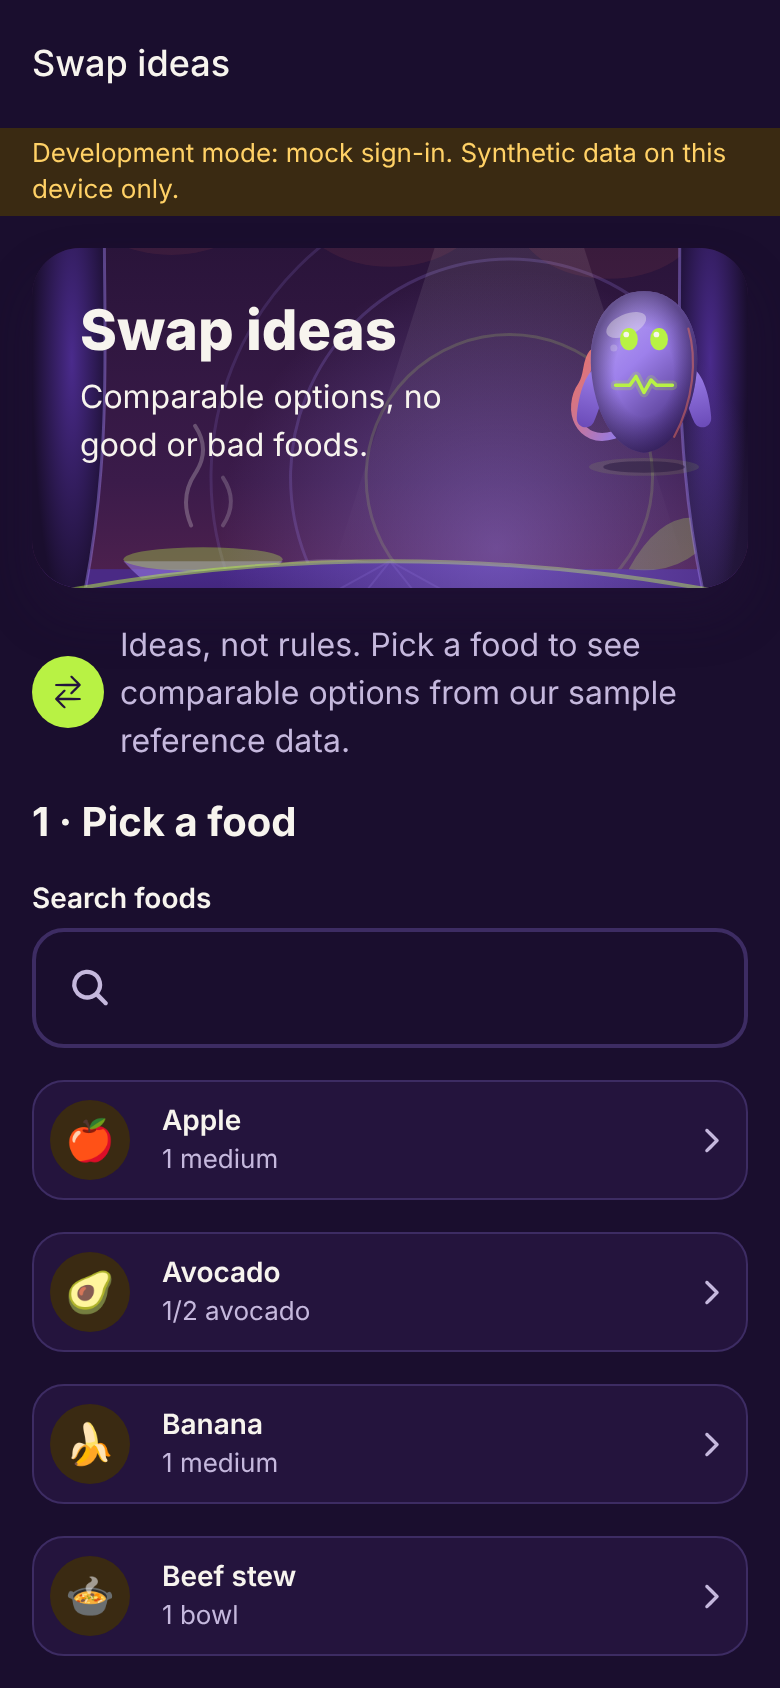 Swap ideas
Development mode: mock sign-in. Synthetic data on this
device only.
Swap ideas
Comparable options, no
good or bad foods.
Ideas, not rules. Pick a food to see
comparable options from our sample
reference data.
1 · Pick a food
Search foods
Apple
1 medium
Avocado
1/2 avocado
Banana
1 medium
Beef stew
1 bowl